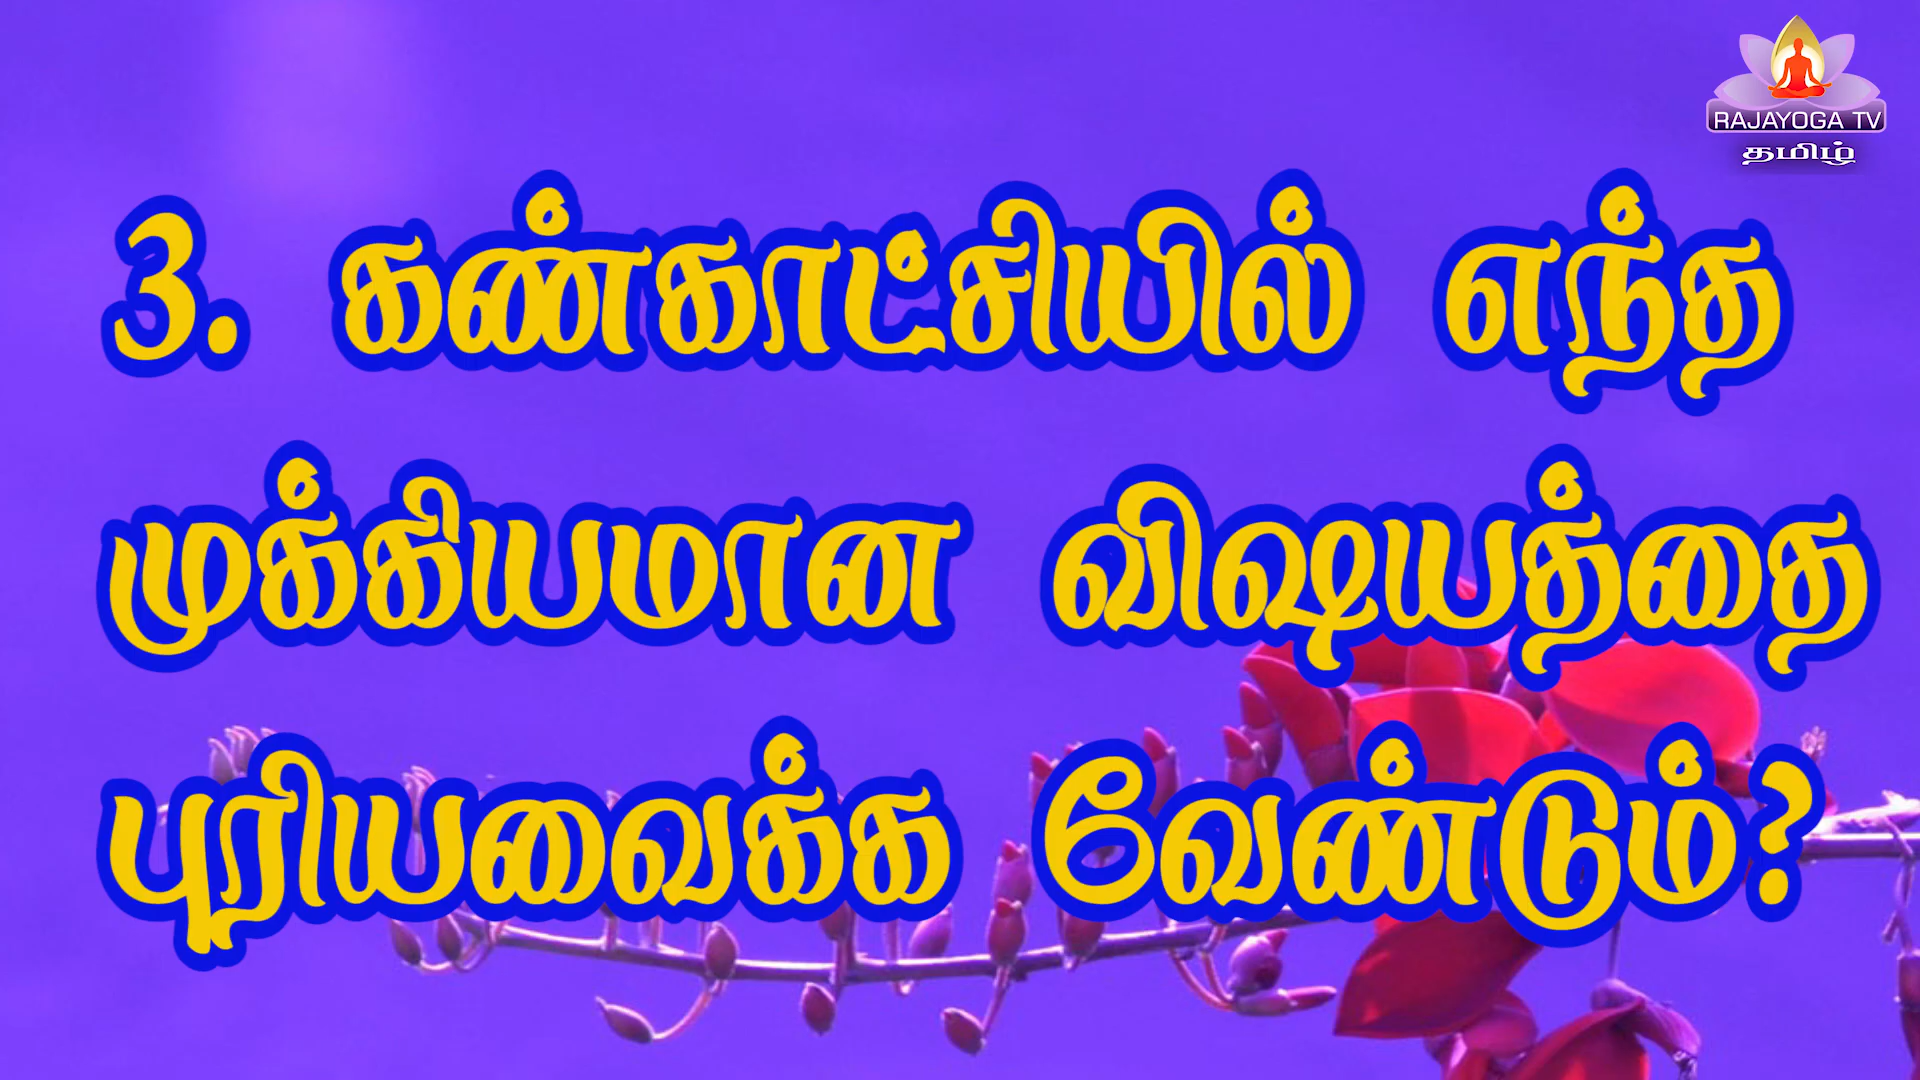 RAJAYOGA TV
தமிழ்
3. கண்காட்சியில் எந்த
முக்கியமான விஷயத்தை
புரியவைக்க வேண்டும்?